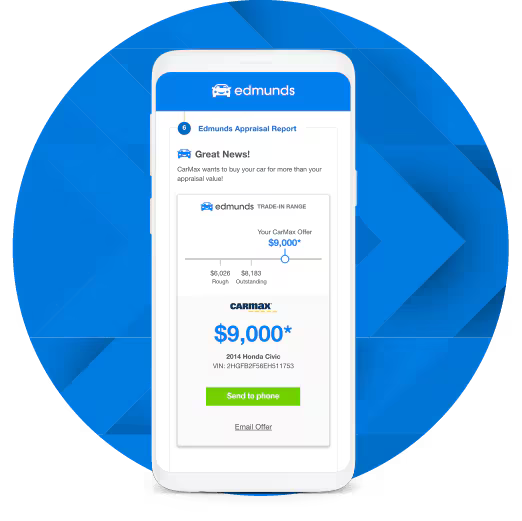 edmunds
6 Edmunds Appraisal Report
Great News!
CarMax wants to buy your car for more than your
appraisal value!
edmunds TRADE-IN RANGE
Your CarMax Offer
$9,000*
$6,026 $8,183
Rough Outstanding
CARMAX
$9,000*
2014 Honda Civic
VIN: 2HGFB2F56EH511753
Send to phone
Email Offer